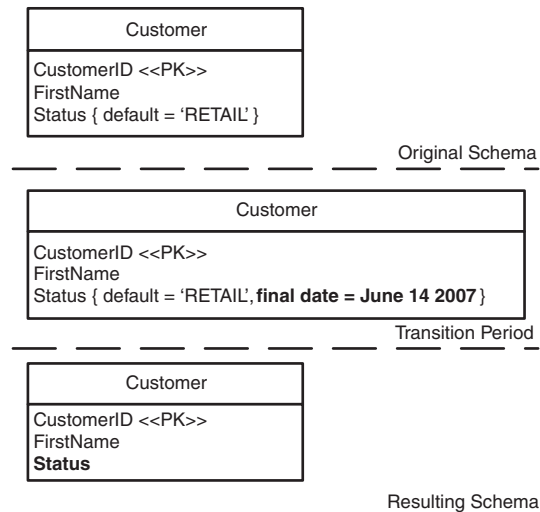 Customer
CustomerID <<PK>>
FirstName
Status { default = ‘RETAIL’ }
Original Schema
Customer
CustomerID <<PK>>
FirstName
Status { default = ‘RETAIL’, final date = June 14 2007 }
Transition Period
Customer
CustomerID <<PK>>
FirstName
Status
Resulting Schema